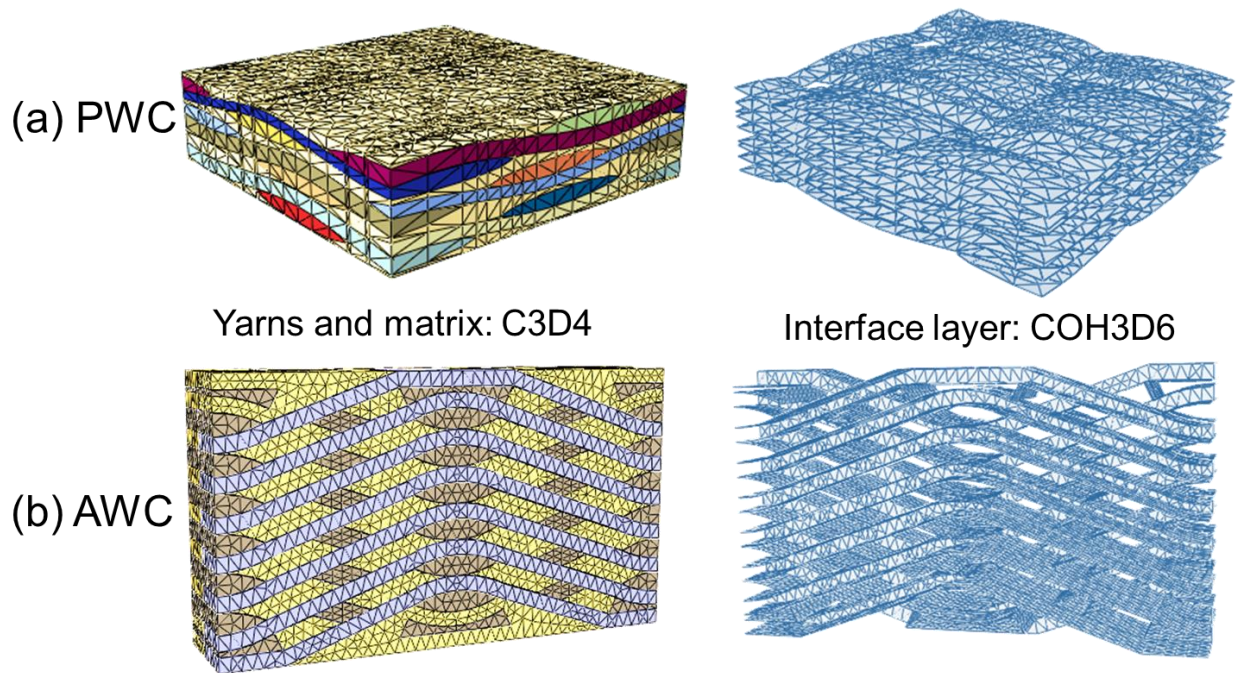 (a) PWC
Yarns and matrix: C3D4
Interface layer: COH3D6
(b) AWC